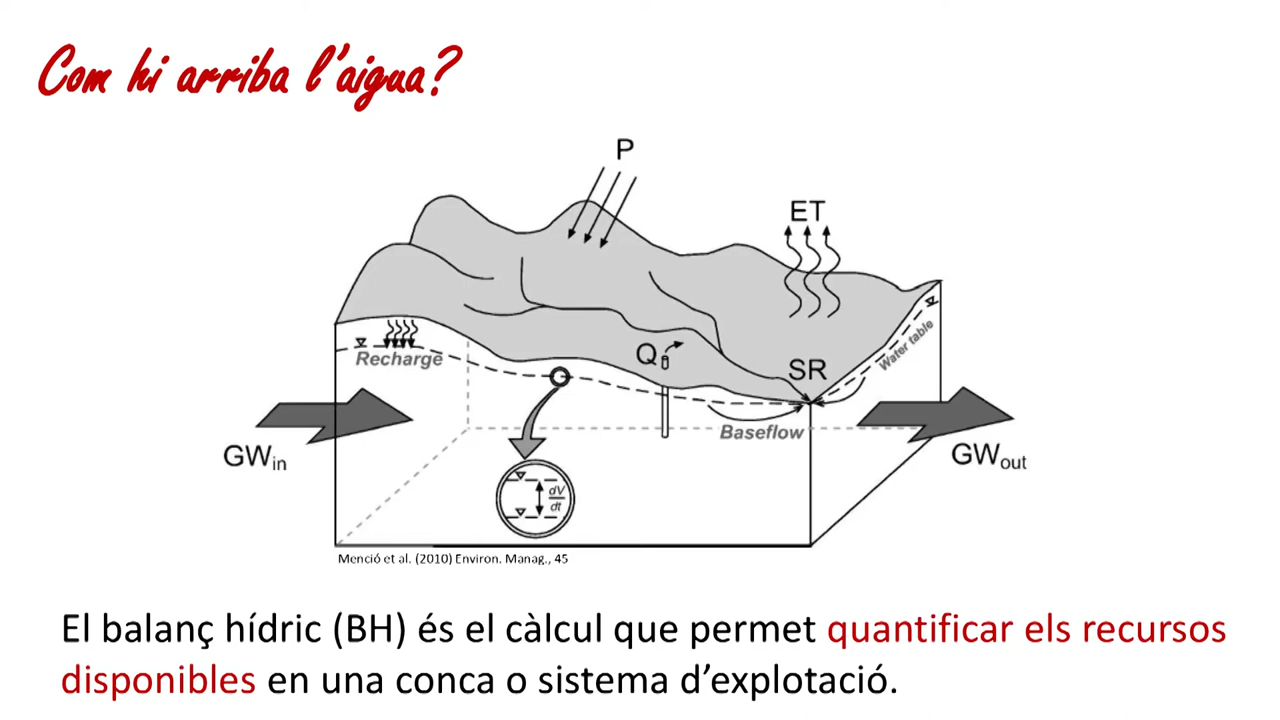 Com hi arriba l'aigua?
P
ET
Q
SR
Recharge
Water table
Baseflow
GWin
GWout
dV
dt
Menció et al. (2010) Environ. Manag., 45
El balanç hídric (BH) és el càlcul que permet quantificar els recursos
disponibles en una conca o sistema d'explotació.